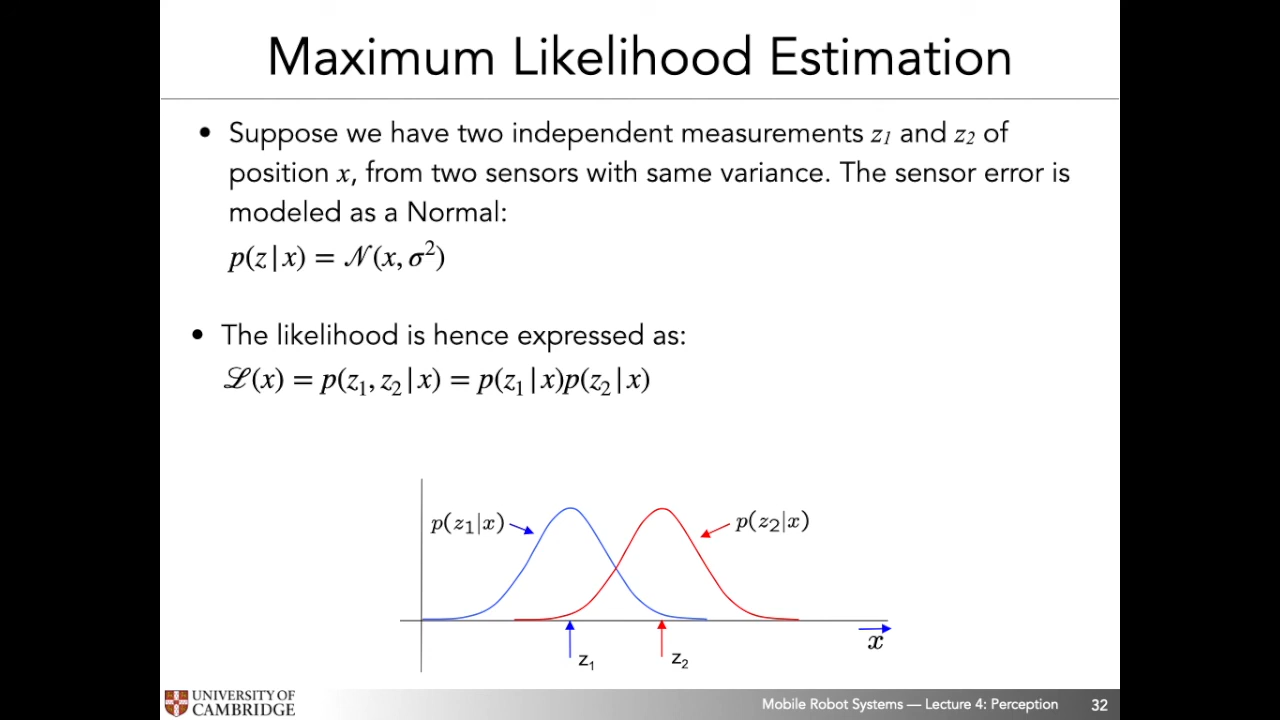 Maximum Likelihood Estimation
• Suppose we have two independent measurements z₁ and z₂ of
position x, from two sensors with same variance. The sensor error is
modeled as a Normal:
p(z|x) = 𝒩(x, σ²)
• The likelihood is hence expressed as:
ℒ(x) = p(z₁, z₂|x) = p(z₁|x)p(z₂|x)
p(z₁|x)
p(z₂|x)
x
z₁
z₂
UNIVERSITY OF
CAMBRIDGE
Mobile Robot Systems — Lecture 4: Perception 32